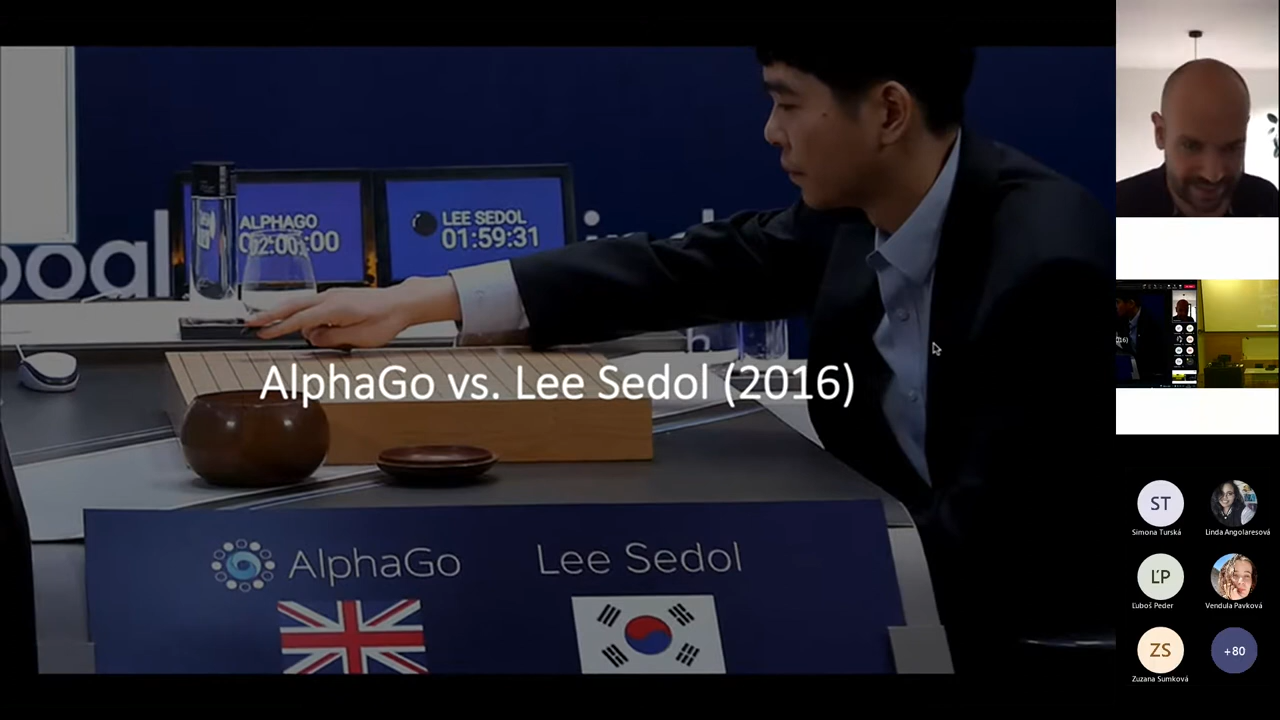 ALPHAGO
02:00:00
LEE SEDOL
01:59:31
AlphaGo vs. Lee Sedol (2016)
AlphaGo
Lee Sedol
ST
Simona Turská
Linda Angolaresová
ĽP
Ľuboš Peder
Vendula Pavková
ZS
Zuzana Sumková
+80